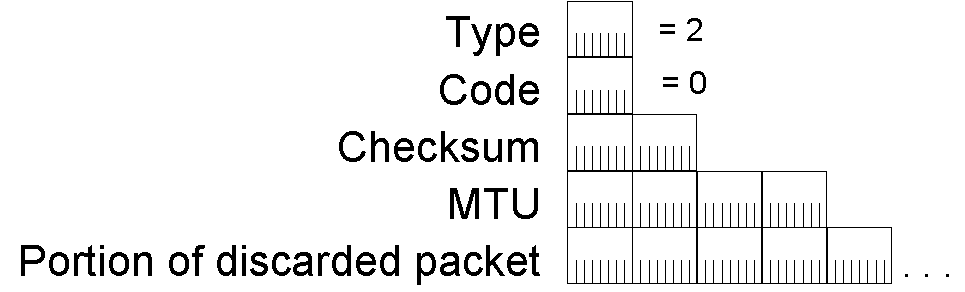 Type = 2
Code = 0
Checksum
MTU
Portion of discarded packet . . .